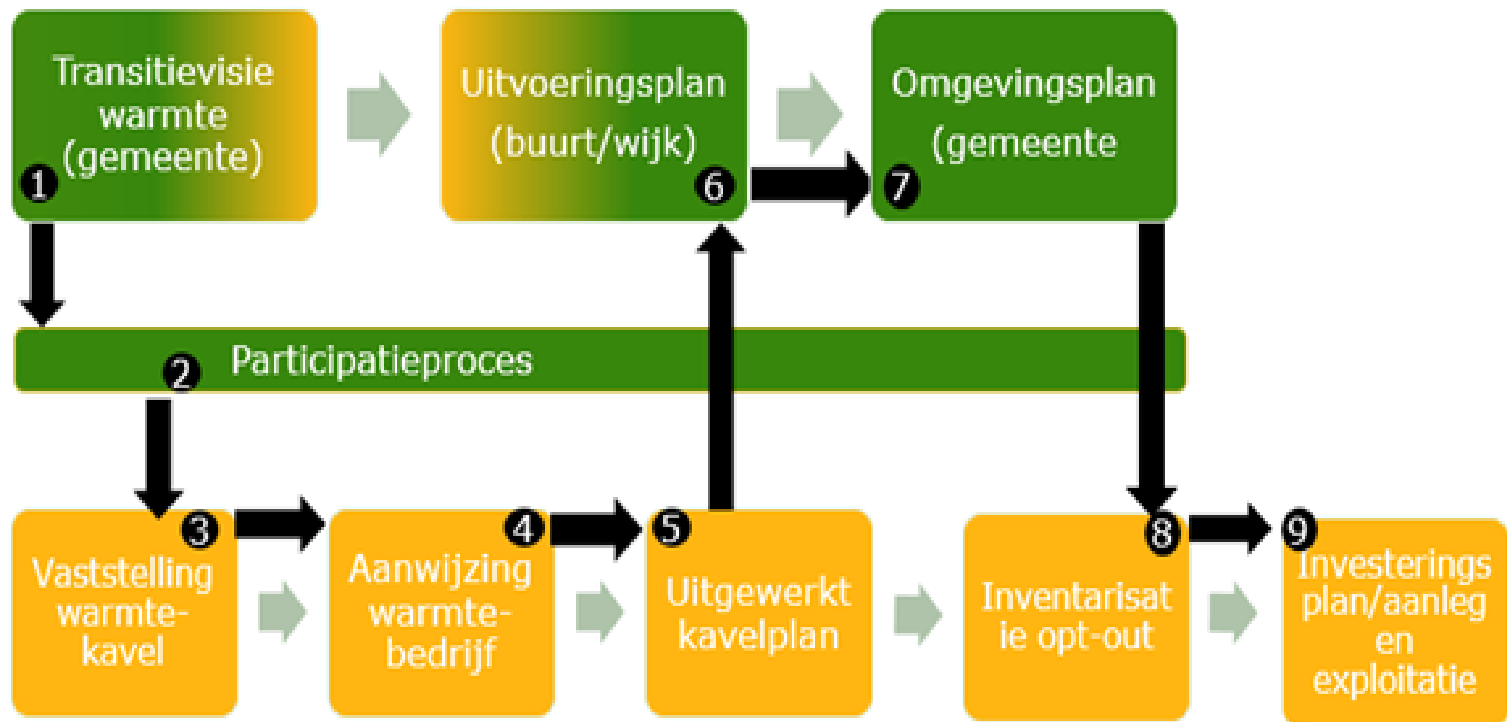 Transitievisie
warmte
(gemeente)
1
Uitvoeringsplan
(buurt/wijk)
6
Omgevingsplan
(gemeente
7
2
Participatieproces
3
Vaststelling
warmte-
kavel
4
Aanwijzing
warmte-
bedrijf
5
Uitgewerkt
kavelplan
8
Inventarisat
ie opt-out
9
Investerings
plan/aanleg
en
exploitatie